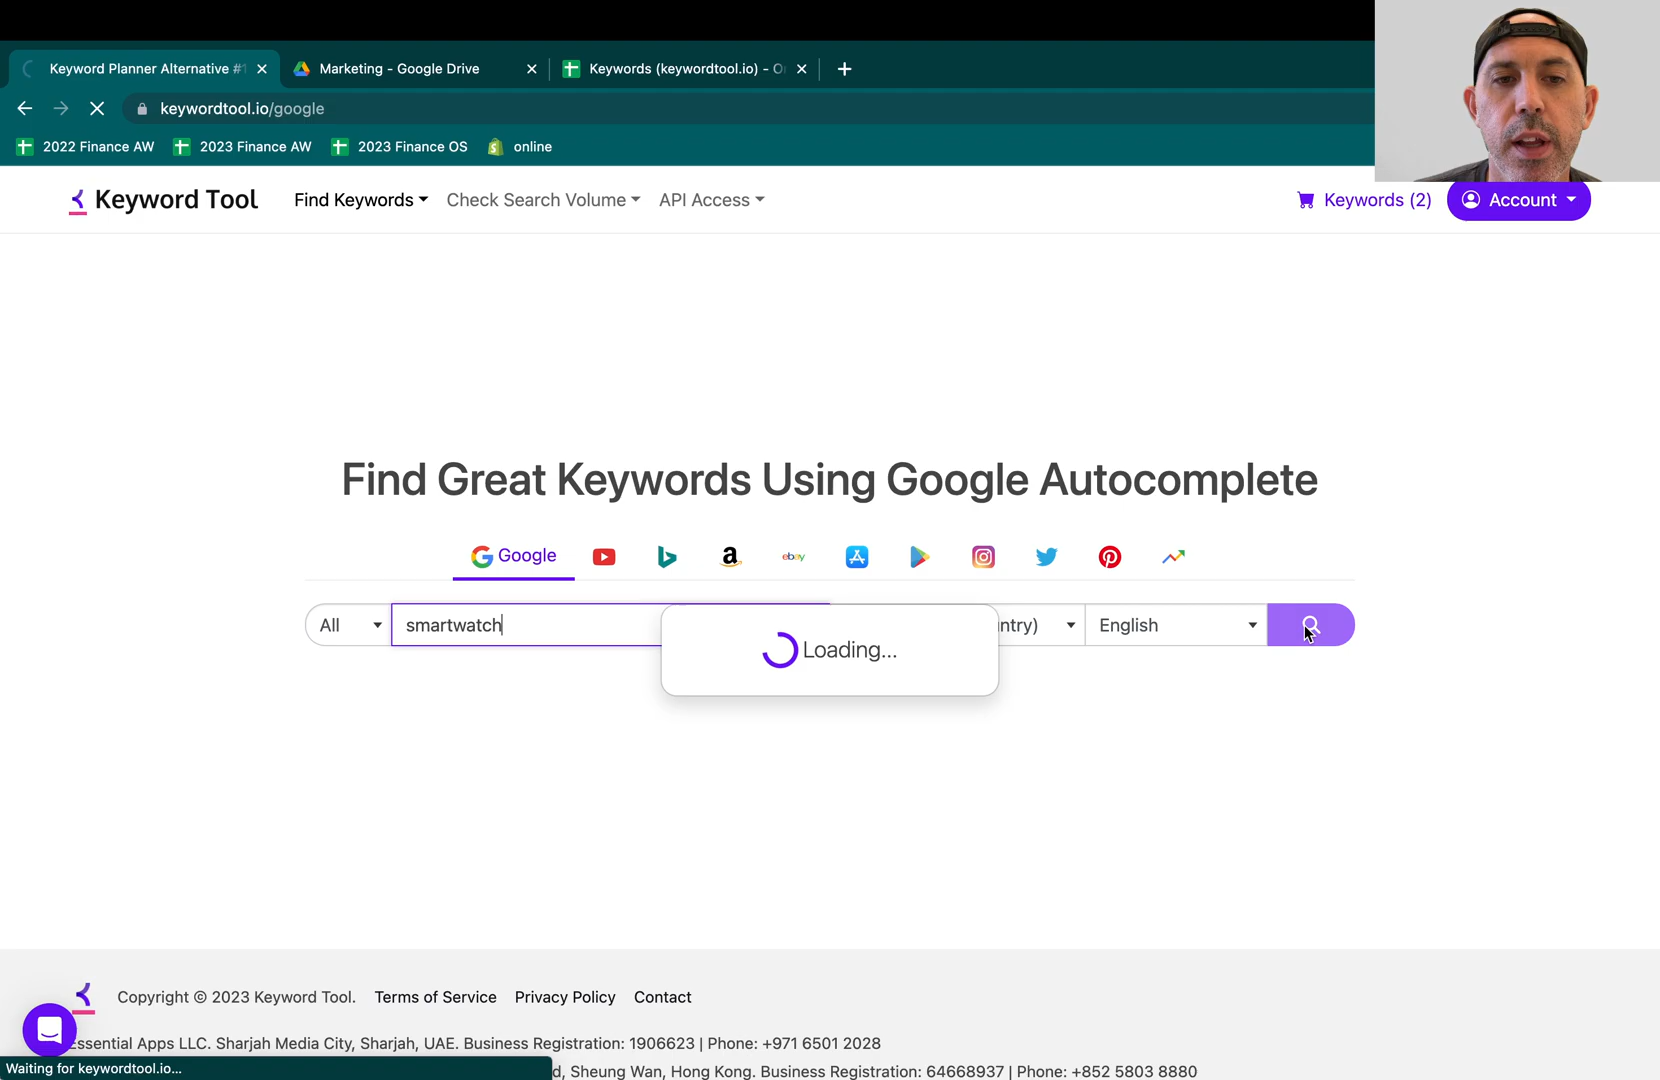 Keyword Planner Alternative #1
Marketing - Google Drive
Keywords (keywordtool.io) - O
keywordtool.io/google
2022 Finance AW
2023 Finance AW
2023 Finance OS
online
Keyword Tool
Find Keywords
Check Search Volume
API Access
Keywords (2)
Account
Find Great Keywords Using Google Autocomplete
Google
a
ebay
All
smartwatch
Loading...
ntry)
English
Copyright © 2023 Keyword Tool.
Terms of Service
Privacy Policy
Contact
Essential Apps LLC. Sharjah Media City, Sharjah, UAE. Business Registration: 1906623 | Phone: +971 6501 2028
Waiting for keywordtool.io...
d, Sheung Wan, Hong Kong. Business Registration: 64668937 | Phone: +852 5803 8880